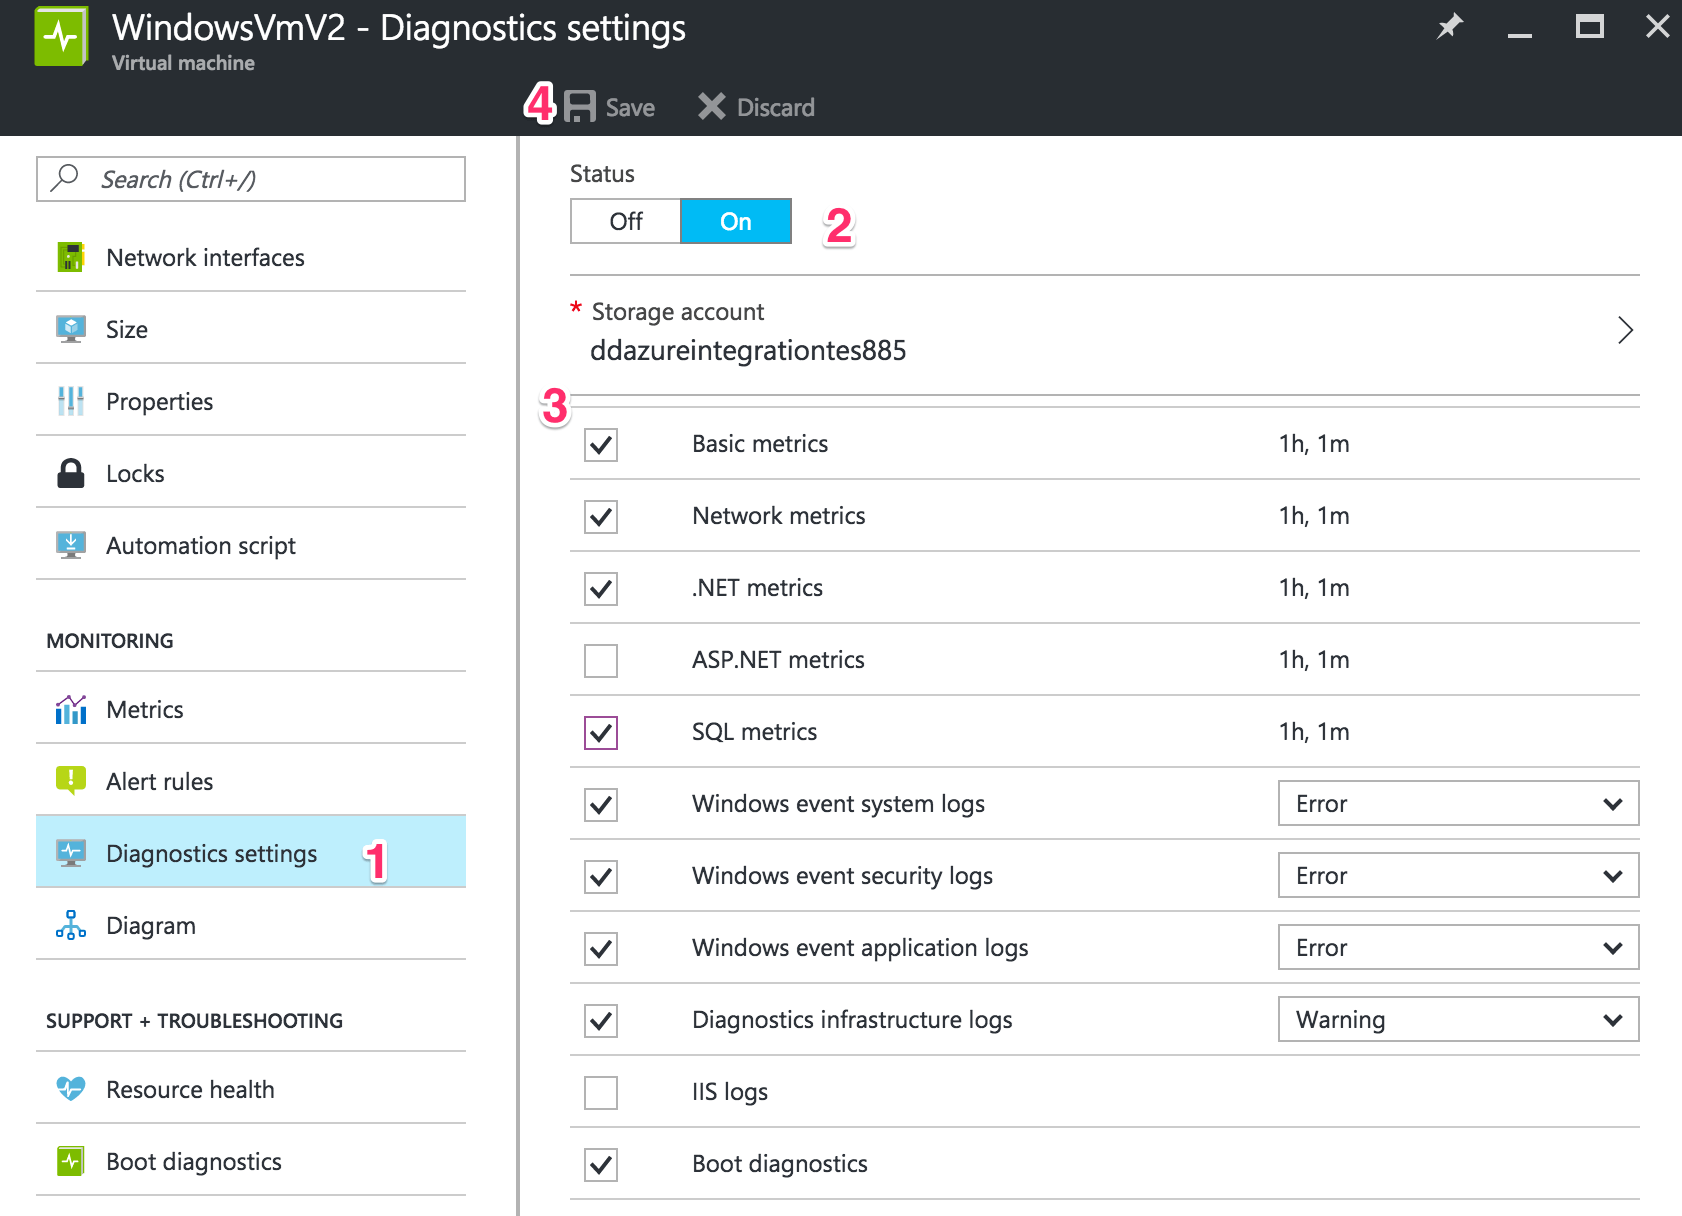 WindowsVmV2 - Diagnostics settings
Virtual machine
4 Save Discard
Search (Ctrl+/)
Network interfaces
Size
Properties
Locks
Automation script
MONITORING
Metrics
Alert rules
Diagnostics settings 1
Diagram
SUPPORT + TROUBLESHOOTING
Resource health
Boot diagnostics
Status
Off On 2
* Storage account
ddazureintegrationtes885
3
Basic metrics 1h, 1m
Network metrics 1h, 1m
.NET metrics 1h, 1m
ASP.NET metrics 1h, 1m
SQL metrics 1h, 1m
Windows event system logs Error
Windows event security logs Error
Windows event application logs Error
Diagnostics infrastructure logs Warning
IIS logs
Boot diagnostics